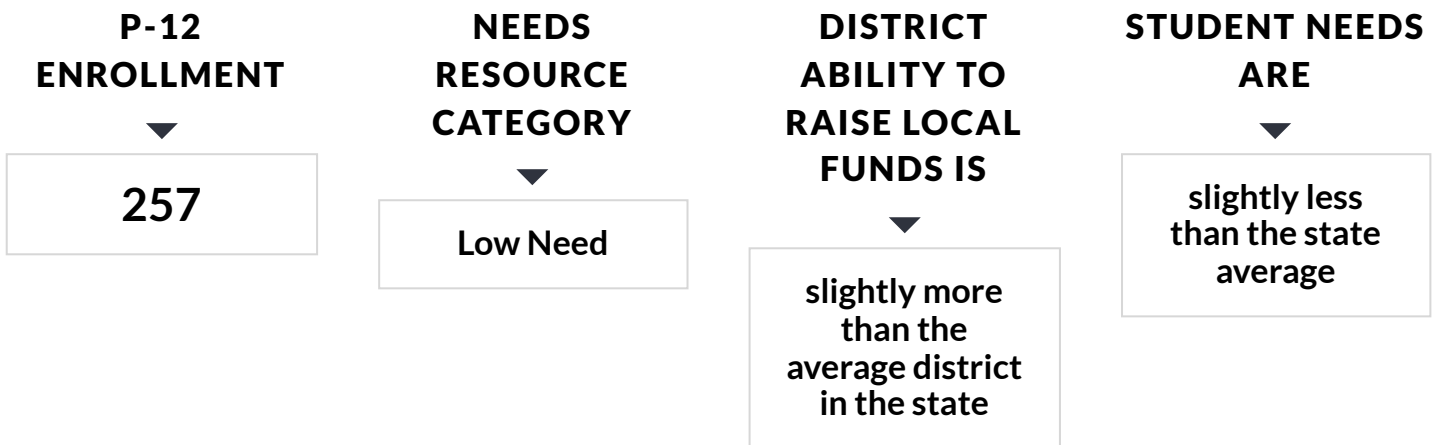 P-12
ENROLLMENT
257
NEEDS
RESOURCE
CATEGORY
Low Need
DISTRICT
ABILITY TO
RAISE LOCAL
FUNDS IS
slightly more
than the
average district
in the state
STUDENT NEEDS
ARE
slightly less
than the state
average